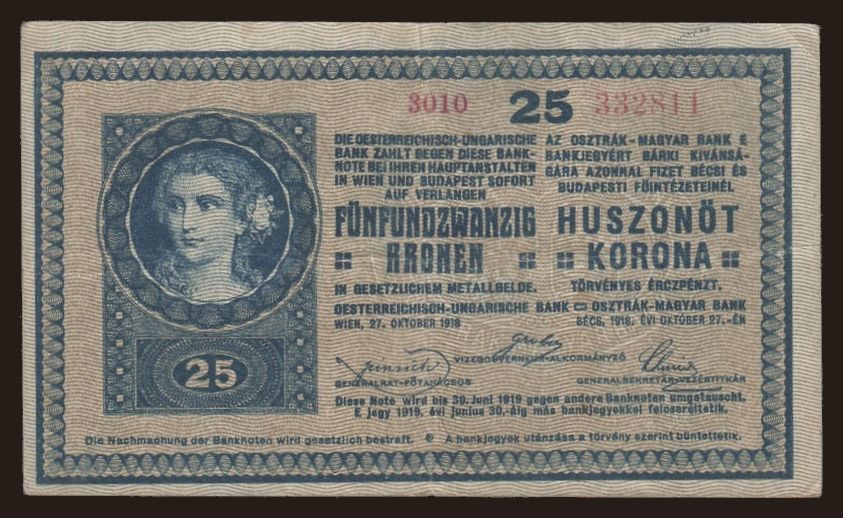 3010 25 332811
DIE OESTERREICHISCH-UNGARISCHE
BANK ZAHLT GEGEN DIESE BANK-
NOTE BEI IHREN HAUPTANSTALTEN
IN WIEN UND BUDAPEST SOFORT
AUF VERLANGEN
FÜNFUNDZWANZIG
KRONEN
IN GESETZLICHEM METALLGELDE.
AZ OSZTRÁK-MAGYAR BANK E
BANKJEGYÉRT BÁRKI KIVÁNSÁ-
GÁRA AZONNAL FIZET BÉCSI ÉS
BUDAPESTI FŐINTÉZETEINÉL
HUSZONÖT
KORONA
TÖRVÉNYES ÉRCZPÉNZT.
OESTERREICHISCH-UNGARISCHE BANK OSZTRÁK-MAGYAR BANK
WIEN, 27. OKTOBER 1918 BÉCS, 1918. ÉVI OKTÓBER 27.-ÉN
VIZEGOUVERNEUR-ALKORMÁNYZÓ
GENERALRAT-FŐTANÁCSOS GENERALSEKRETÄR-VEZÉRTITKÁR
25
Diese Note wird bis 30. Juni 1919 gegen andere Banknoten umgetauscht.
E jegy 1919. évi junius 30.-áig más bankjegyekkel felcseréltetik.
Die Nachmachung der Banknoten wird gesetzlich bestraft. A bankjegyek utánzása a törvény szerint büntettetik.